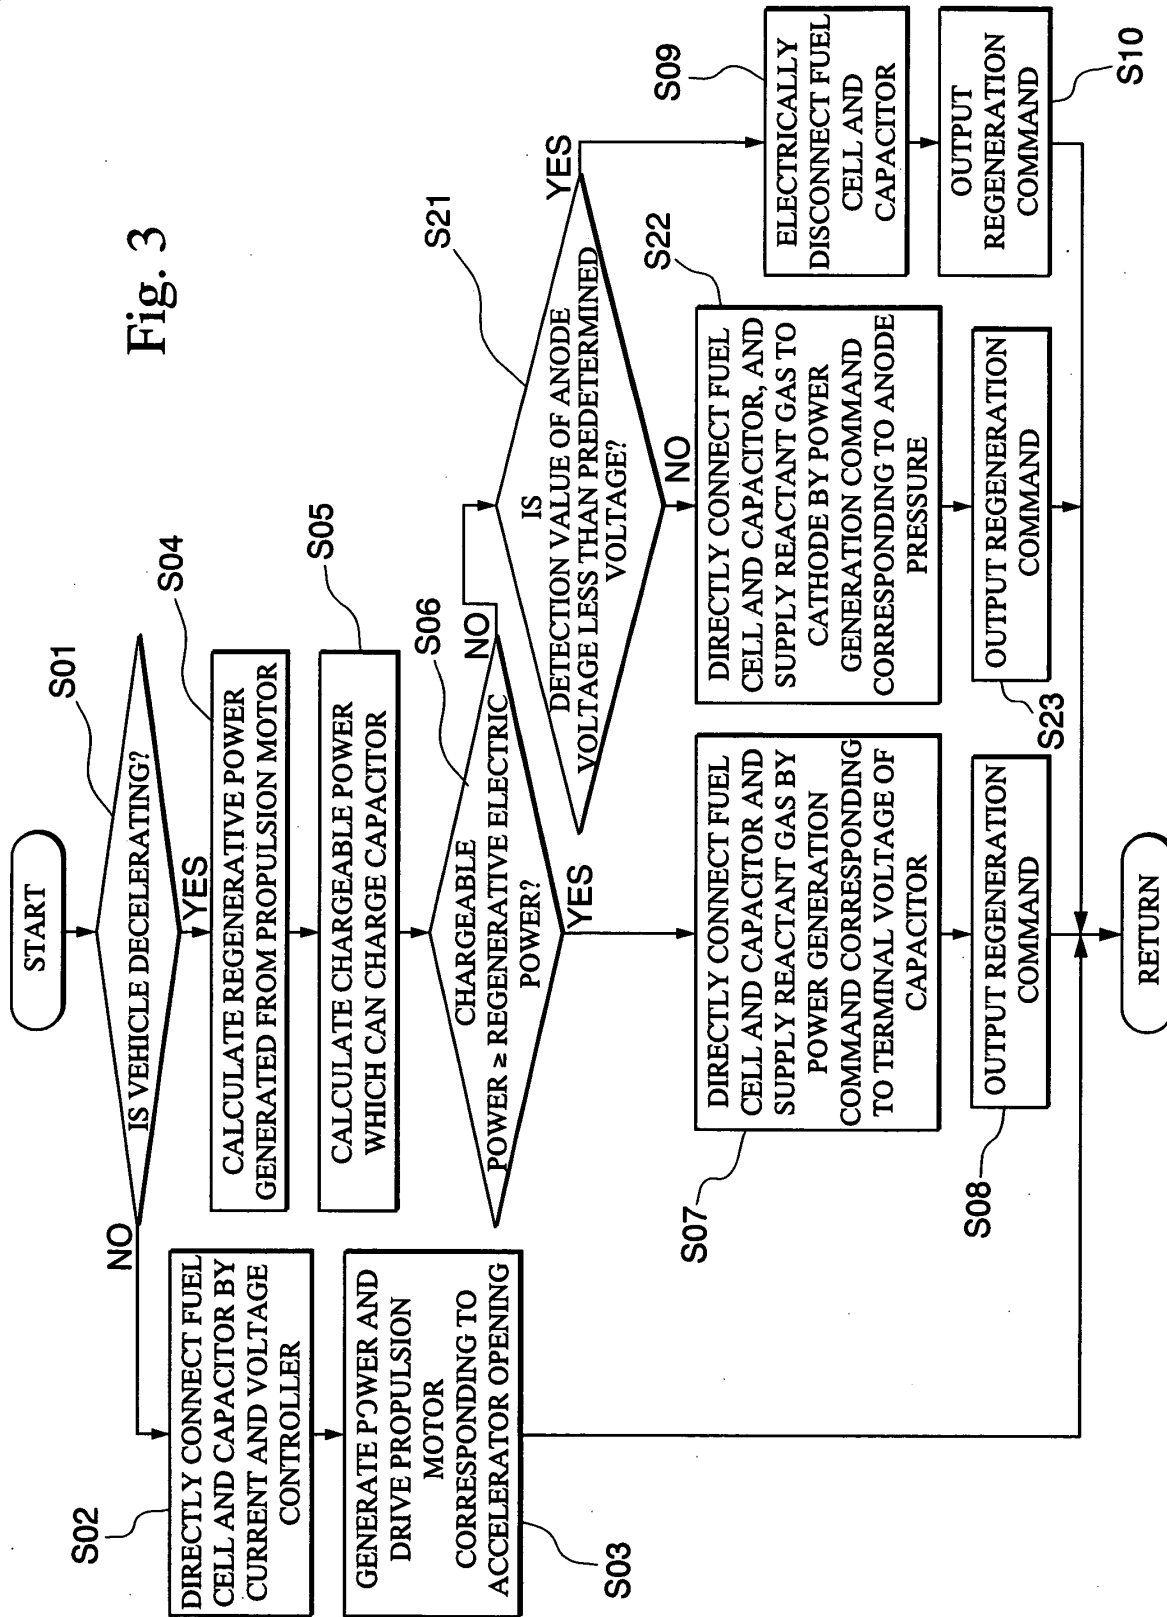 Fig. 3
START
S01
IS VEHICLE DECELERATING?
NO
YES
S02
DIRECTLY CONNECT FUEL
CELL AND CAPACITOR BY
CURRENT AND VOLTAGE
CONTROLLER
GENERATE POWER AND
DRIVE PROPULSION
MOTOR
CORRESPONDING TO
ACCELERATOR OPENING
S03
S04
CALCULATE REGENERATIVE POWER
GENERATED FROM PROPULSION MOTOR
S05
CALCULATE CHARGEABLE POWER
WHICH CAN CHARGE CAPACITOR
S06
CHARGEABLE
POWER ≥ REGENERATIVE ELECTRIC
POWER?
NO
YES
S07
DIRECTLY CONNECT FUEL
CELL AND CAPACITOR AND
SUPPLY REACTANT GAS BY
POWER GENERATION
COMMAND CORRESPONDING
TO TERMINAL VOLTAGE OF
CAPACITOR
S08
OUTPUT REGENERATION
COMMAND
S21
IS
DETECTION VALUE OF ANODE
VOLTAGE LESS THAN PREDETERMINED
VOLTAGE?
YES
NO
S22
DIRECTLY CONNECT FUEL
CELL AND CAPACITOR, AND
SUPPLY REACTANT GAS TO
CATHODE BY POWER
GENERATION COMMAND
CORRESPONDING TO ANODE
PRESSURE
OUTPUT REGENERATION
COMMAND
S23
S09
ELECTRICALLY
DISCONNECT FUEL
CELL AND
CAPACITOR
OUTPUT
REGENERATION
COMMAND
S10
RETURN